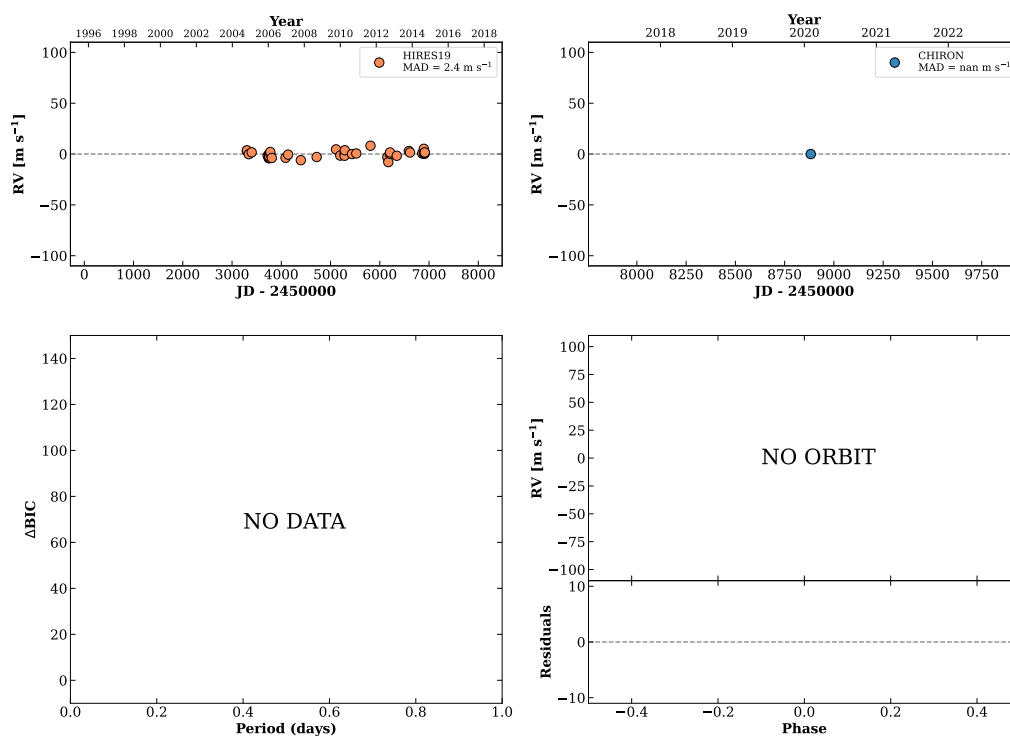 Year
1996 1998 2000 2002 2004 2006 2008 2010 2012 2014 2016 2018
HIRES19
MAD = 2.4 m s⁻¹
RV [m s⁻¹]
100
50
0
−50
−100
0 1000 2000 3000 4000 5000 6000 7000 8000
JD - 2450000
Year
2018 2019 2020 2021 2022
CHIRON
MAD = nan m s⁻¹
RV [m s⁻¹]
100
50
0
−50
−100
8000 8250 8500 8750 9000 9250 9500 9750
JD - 2450000
ΔBIC
140
120
100
80
60
40
20
0
NO DATA
0.0 0.2 0.4 0.6 0.8 1.0
Period (days)
RV [m s⁻¹]
100
75
50
25
0
−25
−50
−75
−100
NO ORBIT
Residuals
10
0
−10
−0.4 −0.2 0.0 0.2 0.4
Phase